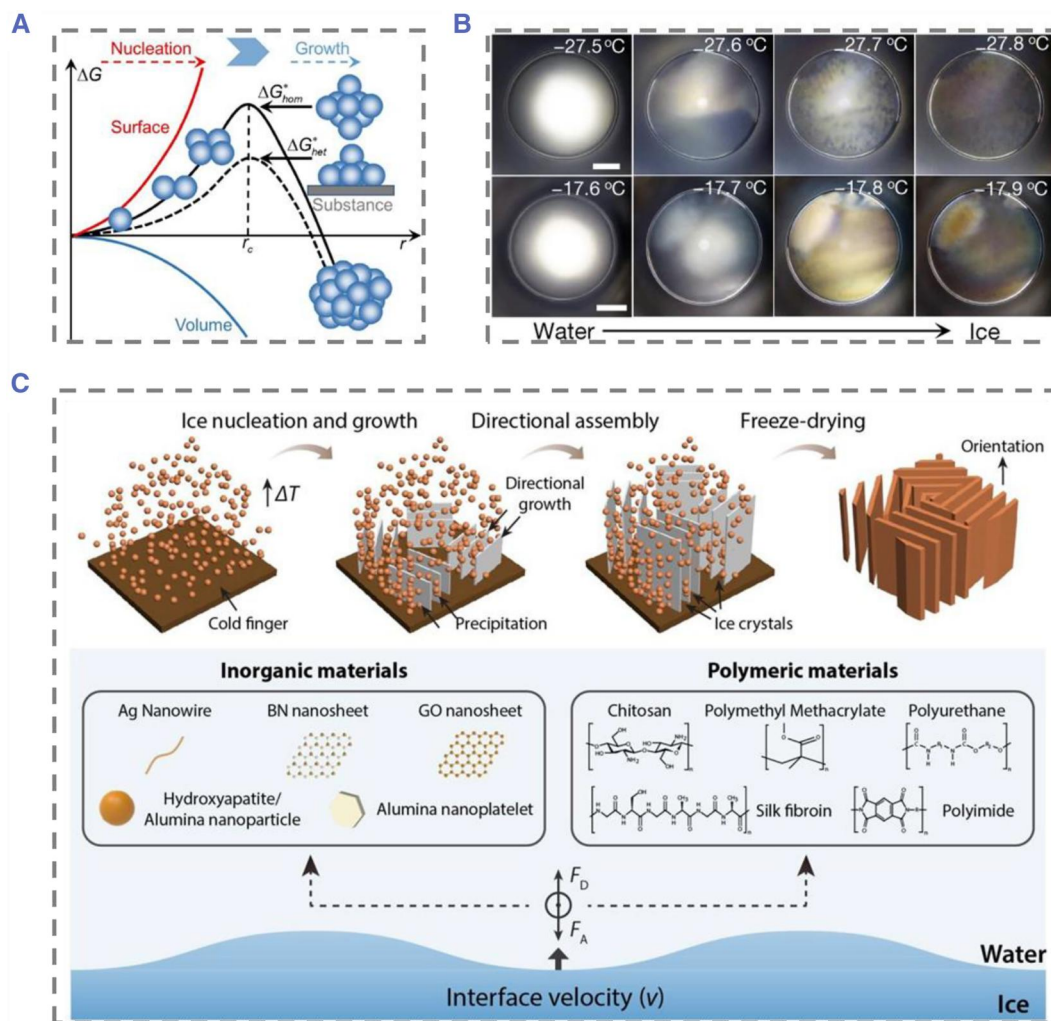 A
Nucleation
Growth
ΔG
ΔG*hom
Surface
ΔG*het
Substance
rc
r
Volume
B
−27.5 °C
−27.6 °C
−27.7 °C
−27.8 °C
−17.6 °C
−17.7 °C
−17.8 °C
−17.9 °C
Water
Ice
C
Ice nucleation and growth
Directional assembly
Freeze-drying
ΔT
Directional
growth
Orientation
Cold finger
Precipitation
Ice crystals
Inorganic materials
Ag Nanowire
BN nanosheet
GO nanosheet
Hydroxyapatite/
Alumina nanoparticle
Alumina nanoplatelet
Polymeric materials
Chitosan
Polymethyl Methacrylate
Polyurethane
Silk fibroin
Polyimide
FD
FA
Water
Interface velocity (v)
Ice